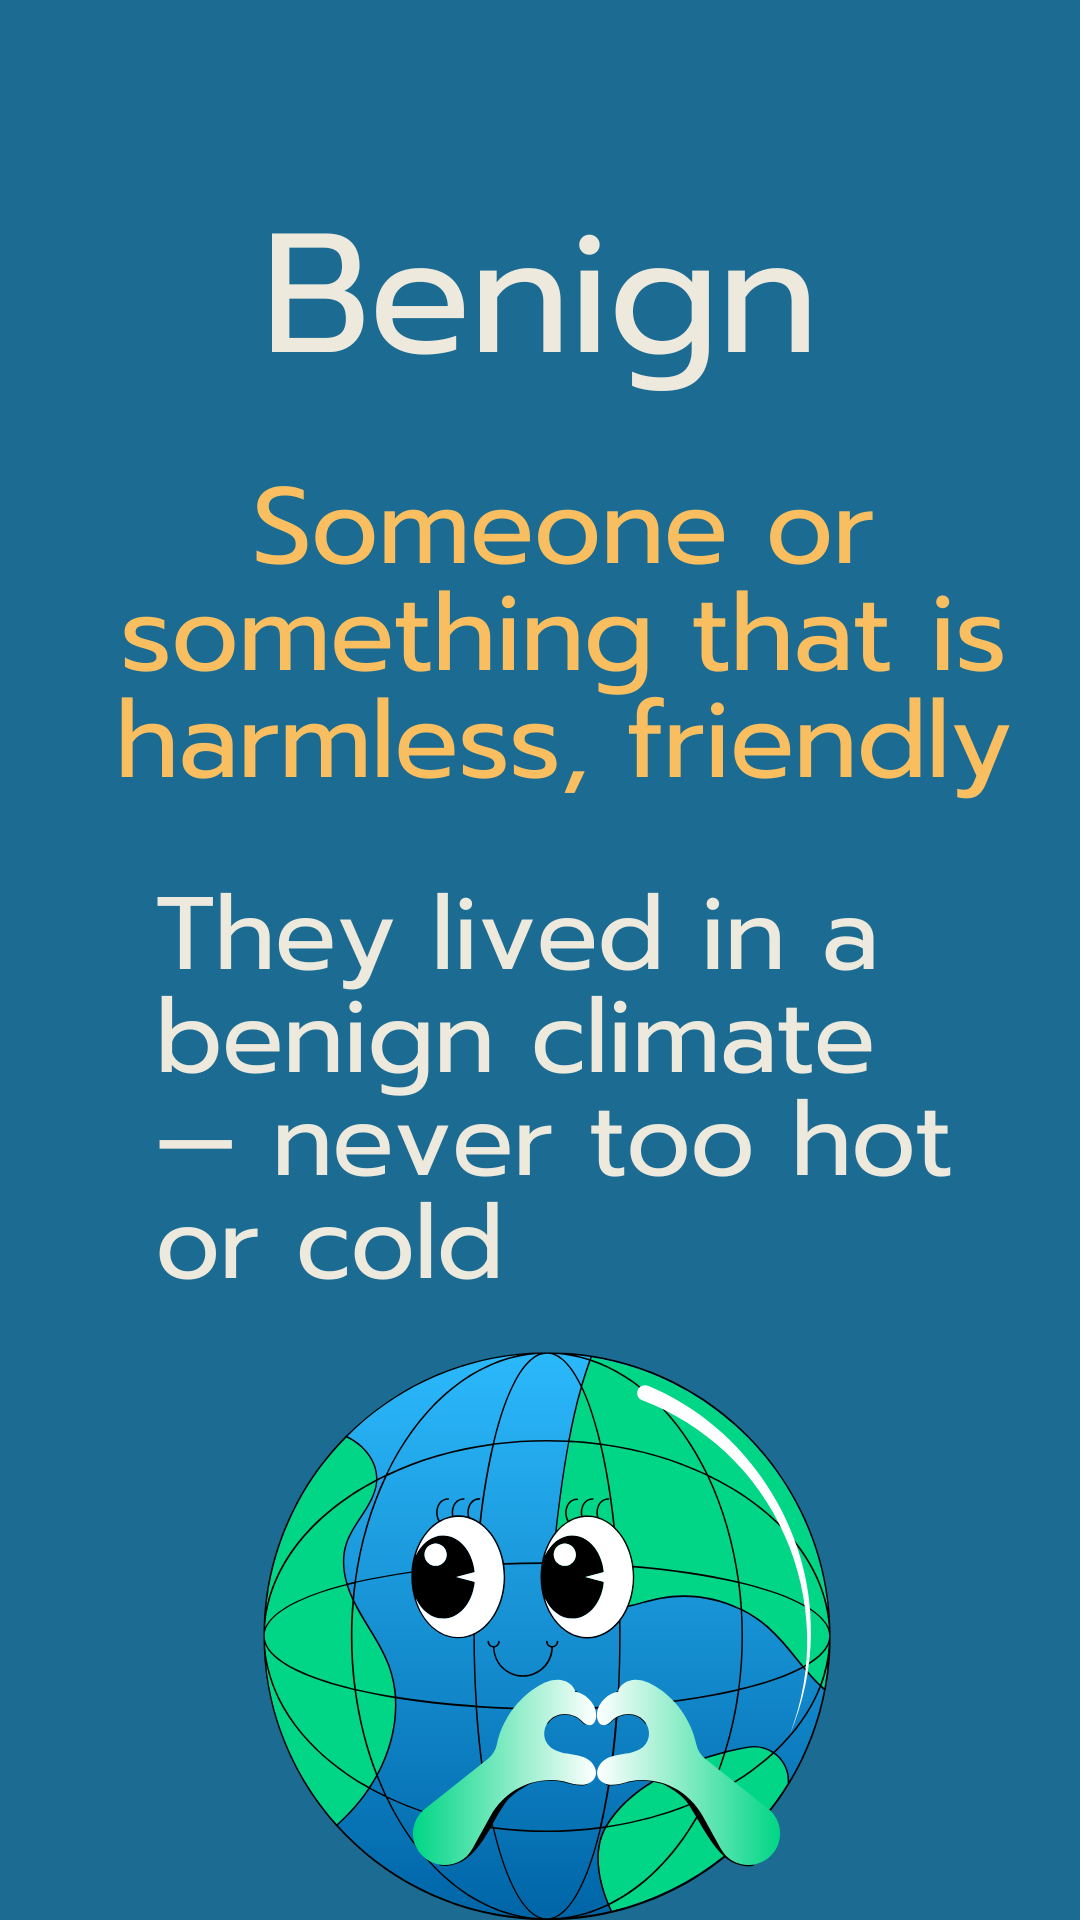 Benign
Someone or
something that is
harmless, friendly
They lived in a
benign climate
— never too hot
or cold